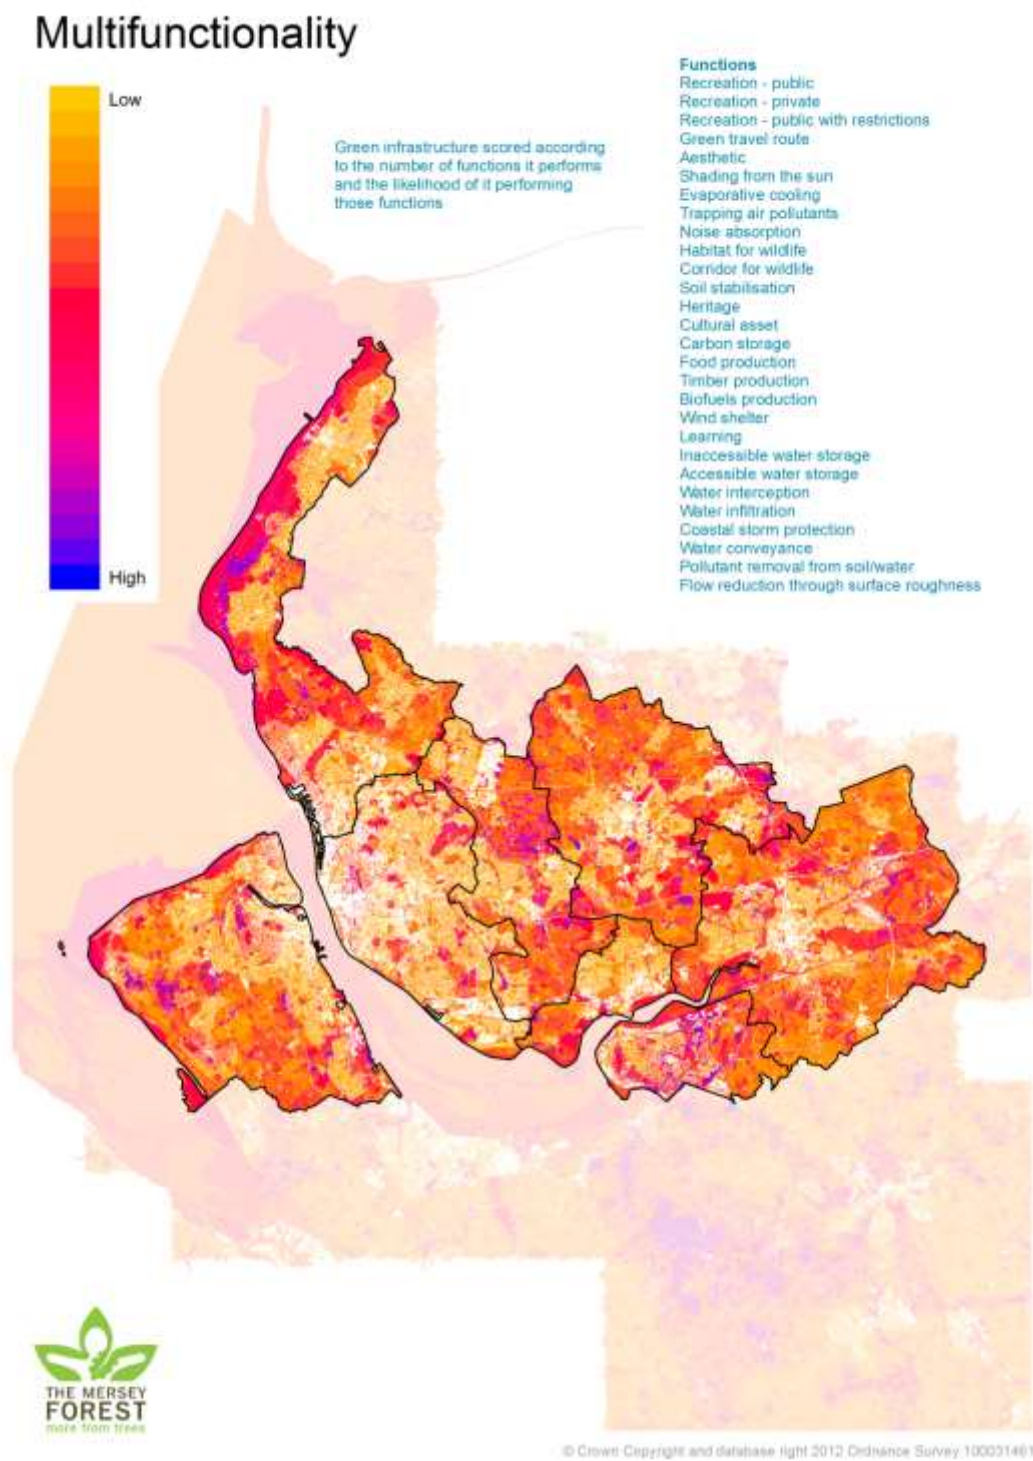 Multifunctionality
Low
High
Green infrastructure scored according
to the number of functions it performs
and the likelihood of it performing
those functions
Functions
Recreation - public
Recreation - private
Recreation - public with restrictions
Green travel route
Aesthetic
Shading from the sun
Evaporative cooling
Trapping air pollutants
Noise absorption
Habitat for wildlife
Corridor for wildlife
Soil stabilisation
Heritage
Cultural asset
Carbon storage
Food production
Timber production
Biofuels production
Wind shelter
Learning
Inaccessible water storage
Accessible water storage
Water interception
Water infiltration
Coastal storm protection
Water conveyance
Pollutant removal from soil/water
Flow reduction through surface roughness
THE MERSEY
FOREST
more from trees
© Crown Copyright and database right 2012 Ordnance Survey 100031461